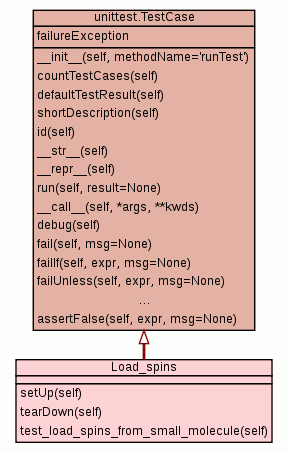 unittest.TestCase
failureException
__init__(self, methodName='runTest')
countTestCases(self)
defaultTestResult(self)
shortDescription(self)
id(self)
__str__(self)
__repr__(self)
run(self, result=None)
__call__(self, *args, **kwds)
debug(self)
fail(self, msg=None)
failIf(self, expr, msg=None)
failUnless(self, expr, msg=None)
...
assertFalse(self, expr, msg=None)
Load_spins
setUp(self)
tearDown(self)
test_load_spins_from_small_molecule(self)